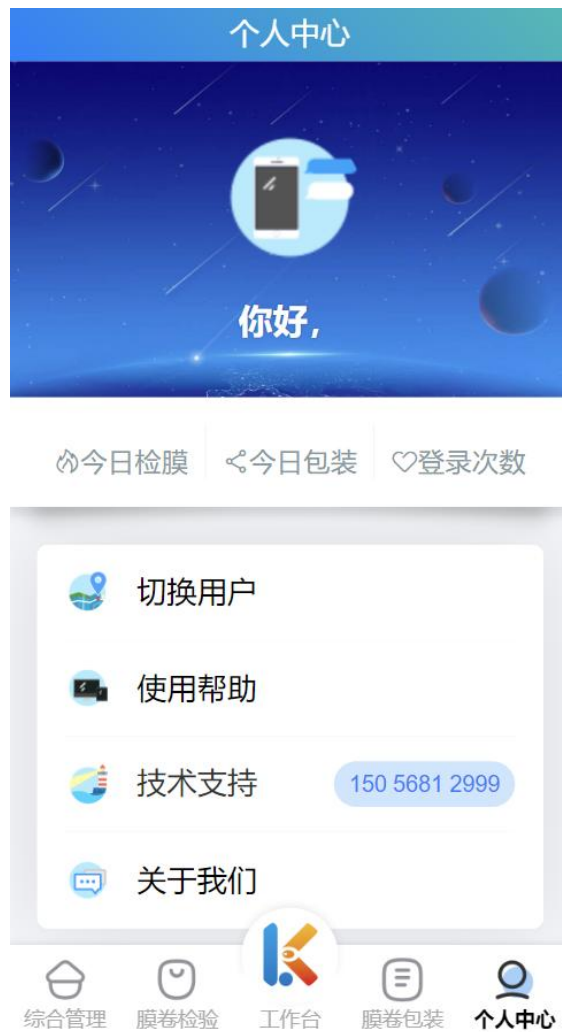 个人中心
你好,
今日检膜 今日包装 登录次数
切换用户
使用帮助
技术支持 150 5681 2999
关于我们
综合管理 膜卷检验 工作台 膜卷包装 个人中心